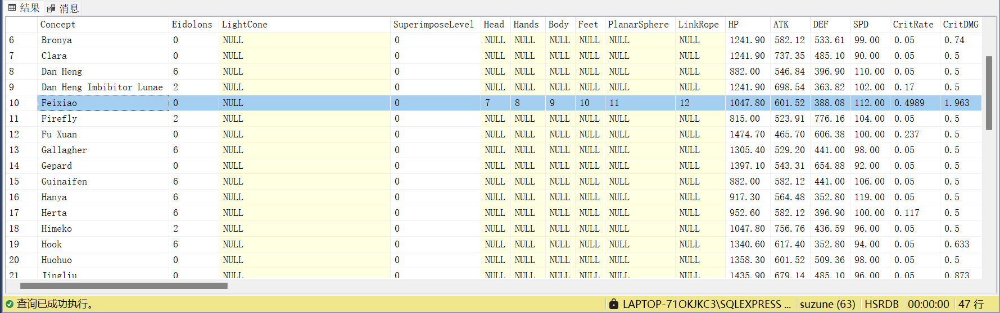 结果 消息
Concept Eidolons LightCone SuperimposeLevel Head Hands Body Feet PlanarSphere LinkRope HP ATK DEF SPD CritRate CritDMG
6 Bronya 0 NULL 0 NULL NULL NULL NULL NULL NULL 1241.90 582.12 533.61 99.00 0.05 0.74
7 Clara 0 NULL 0 NULL NULL NULL NULL NULL NULL 1241.90 737.35 485.10 90.00 0.05 0.5
8 Dan Heng 6 NULL 0 NULL NULL NULL NULL NULL NULL 882.00 546.84 396.90 110.00 0.05 0.5
9 Dan Heng Imbibitor Lunae 2 NULL 0 NULL NULL NULL NULL NULL NULL 1241.90 698.54 363.82 102.00 0.17 0.5
10 Feixiao 0 NULL 0 7 8 9 10 11 12 1047.80 601.52 388.08 112.00 0.4989 1.963
11 Firefly 2 NULL 0 NULL NULL NULL NULL NULL NULL 815.00 523.91 776.16 104.00 0.05 0.5
12 Fu Xuan 0 NULL 0 NULL NULL NULL NULL NULL NULL 1474.70 465.70 606.38 100.00 0.237 0.5
13 Gallagher 6 NULL 0 NULL NULL NULL NULL NULL NULL 1305.40 529.20 441.00 98.00 0.05 0.5
14 Gepard 0 NULL 0 NULL NULL NULL NULL NULL NULL 1397.10 543.31 654.88 92.00 0.05 0.5
15 Guinaifen 6 NULL 0 NULL NULL NULL NULL NULL NULL 882.00 582.12 441.00 106.00 0.05 0.5
16 Hanya 6 NULL 0 NULL NULL NULL NULL NULL NULL 917.30 564.48 352.80 119.00 0.05 0.5
17 Herta 6 NULL 0 NULL NULL NULL NULL NULL NULL 952.60 582.12 396.90 100.00 0.117 0.5
18 Himeko 2 NULL 0 NULL NULL NULL NULL NULL NULL 1047.80 756.76 436.59 96.00 0.05 0.5
19 Hook 6 NULL 0 NULL NULL NULL NULL NULL NULL 1340.60 617.40 352.80 94.00 0.05 0.633
20 Huohuo 0 NULL 0 NULL NULL NULL NULL NULL NULL 1358.30 601.52 509.36 98.00 0.05 0.5
21 Jingliu 0 NULL 0 NULL NULL NULL NULL NULL NULL 1435.90 679.14 485.10 96.00 0.05 0.873
查询已成功执行。 LAPTOP-71OKJKC3\SQLEXPRESS ... suzune (63) HSRDB 00:00:00 47 行